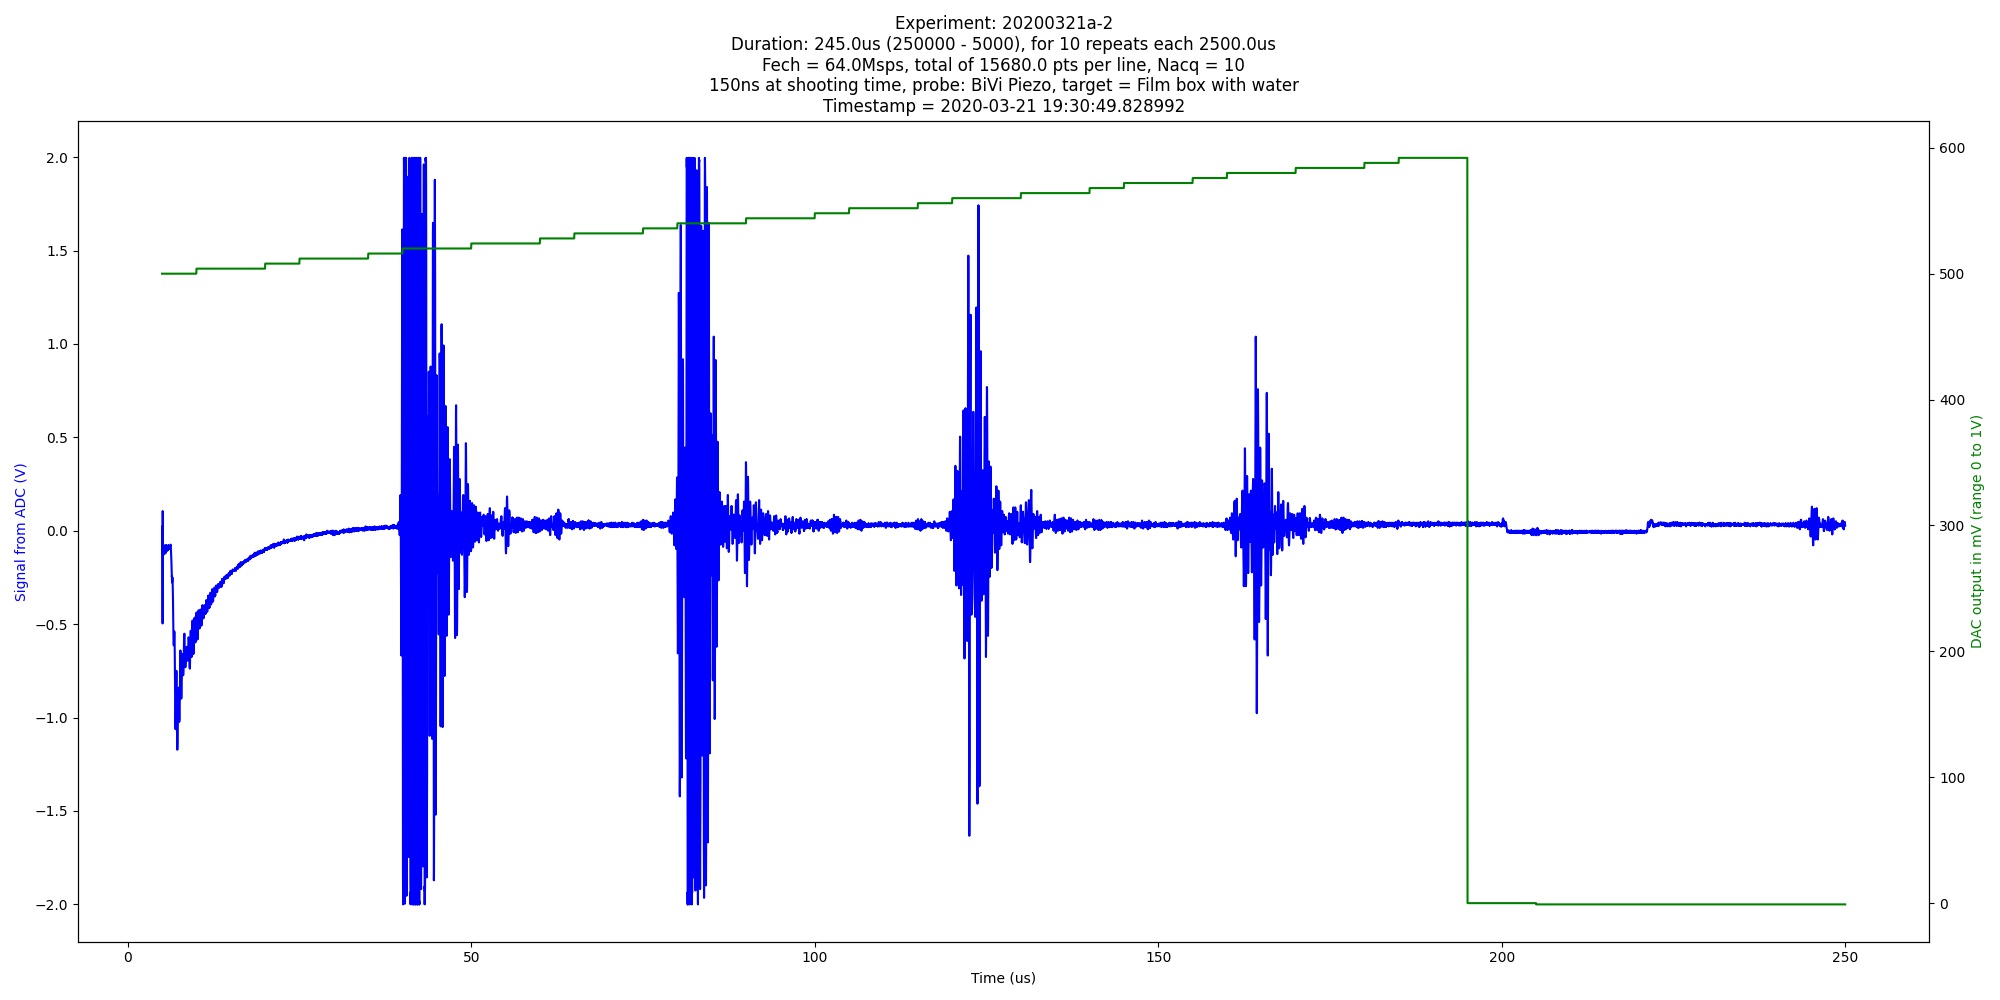 Experiment: 20200321a-2
Duration: 245.0us (250000 - 5000), for 10 repeats each 2500.0us
Fech = 64.0Msps, total of 15680.0 pts per line, Nacq = 10
150ns at shooting time, probe: BiVi Piezo, target = Film box with water
Timestamp = 2020-03-21 19:30:49.828992
Signal from ADC (V)
2.0
1.5
1.0
0.5
0.0
−0.5
−1.0
−1.5
−2.0
600
500
400
300
200
100
0
DAC output in mV (range 0 to 1V)
0 50 100 150 200 250
Time (us)